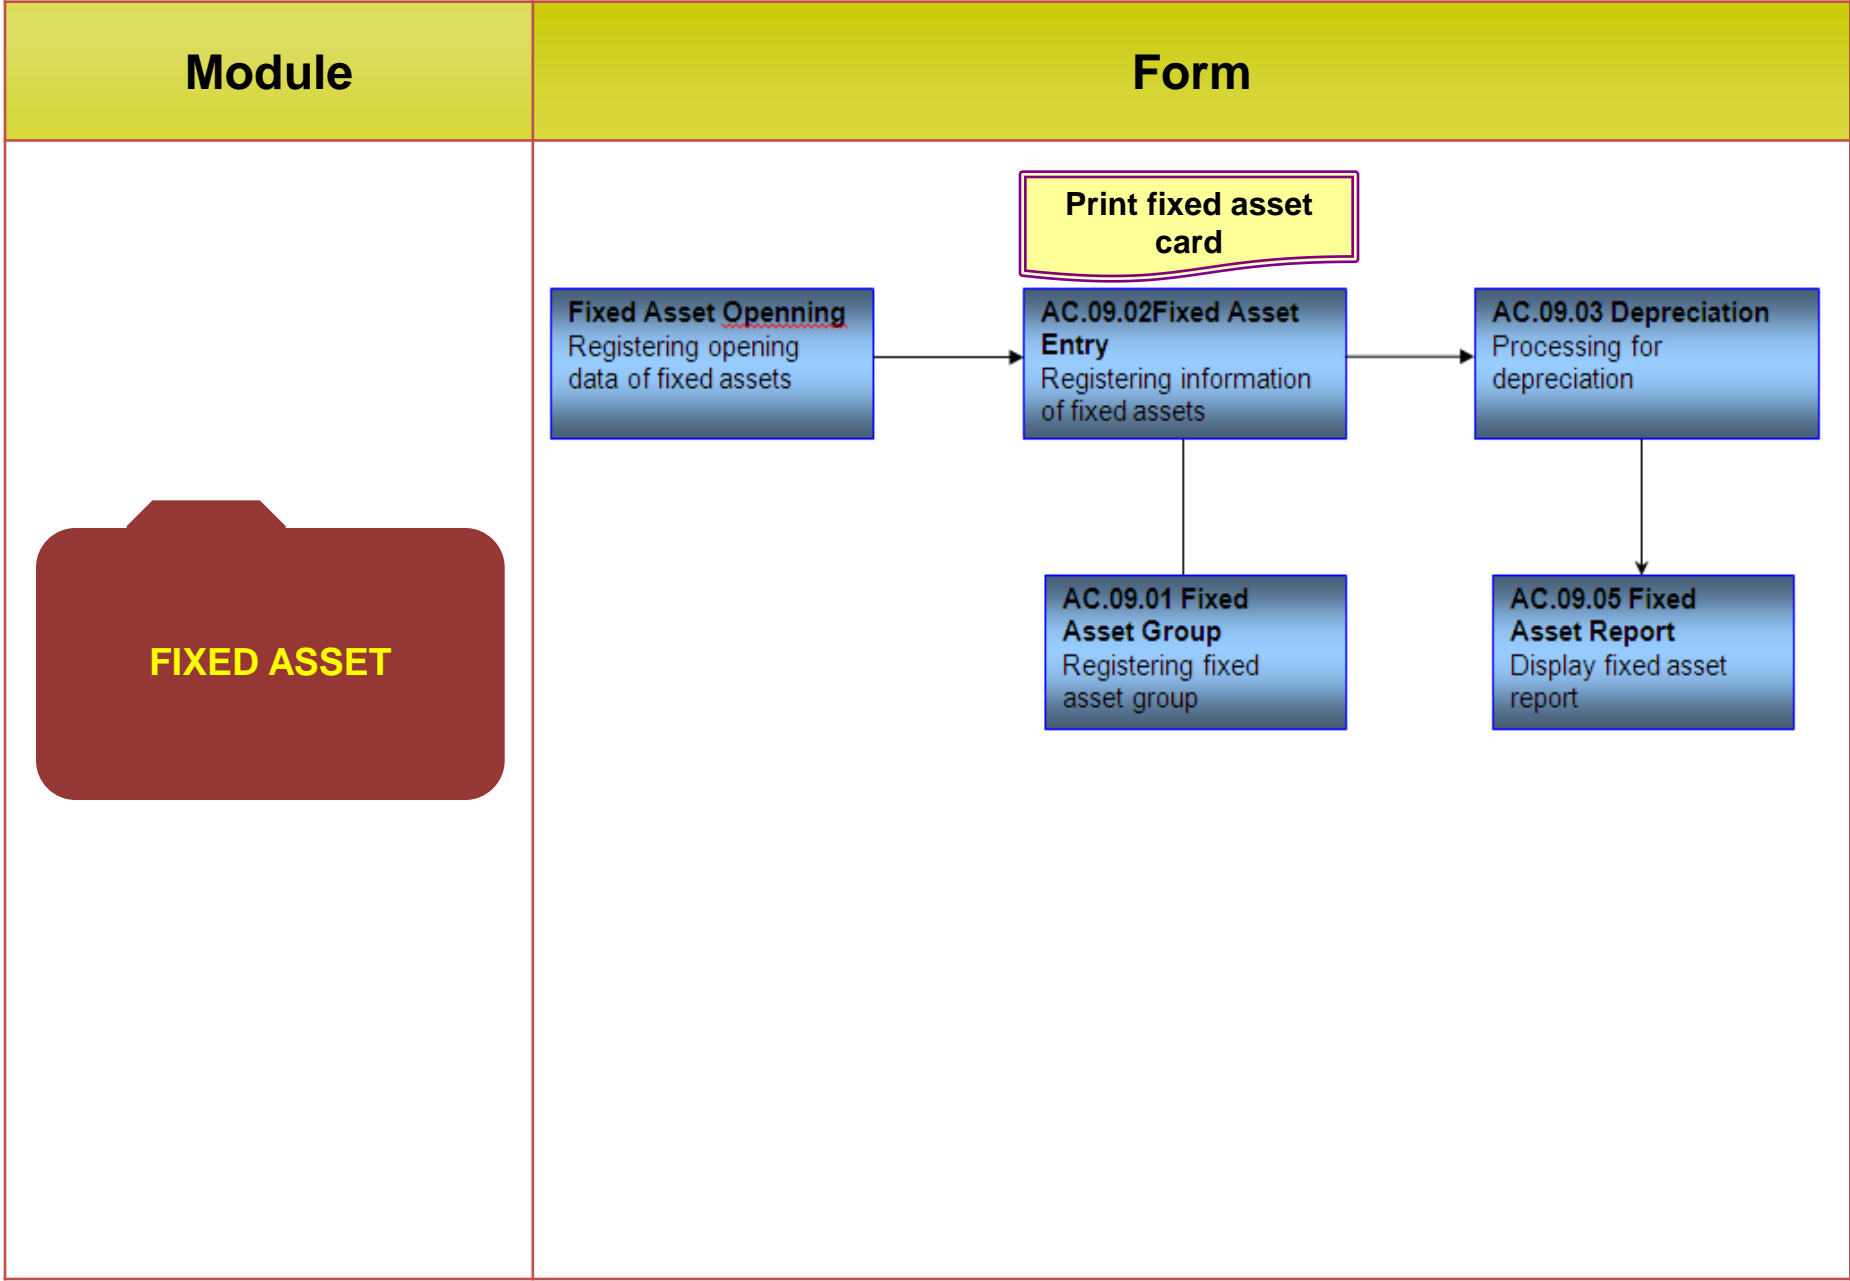 Module
Form
Print fixed asset
card
Fixed Asset Openning
Registering opening
data of fixed assets
AC.09.02Fixed Asset
Entry
Registering information
of fixed assets
AC.09.03 Depreciation
Processing for
depreciation
FIXED ASSET
AC.09.01 Fixed
Asset Group
Registering fixed
asset group
AC.09.05 Fixed
Asset Report
Display fixed asset
report